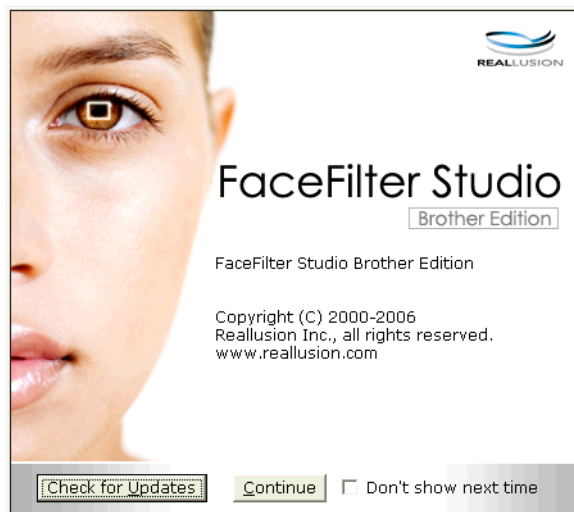 REALLUSION
FaceFilter Studio
Brother Edition
FaceFilter Studio Brother Edition
Copyright (C) 2000-2006
Reallusion Inc., all rights reserved.
www.reallusion.com
Check for Updates Continue Don't show next time